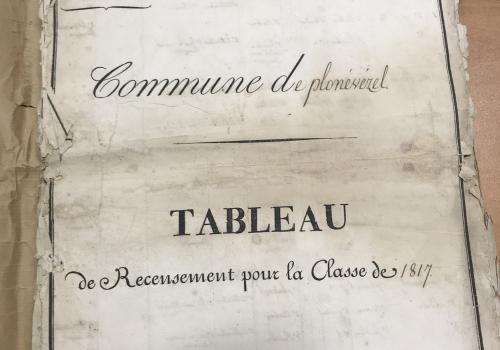 Commune de plonévézel
TABLEAU
de Recensement pour la Classe de 1817